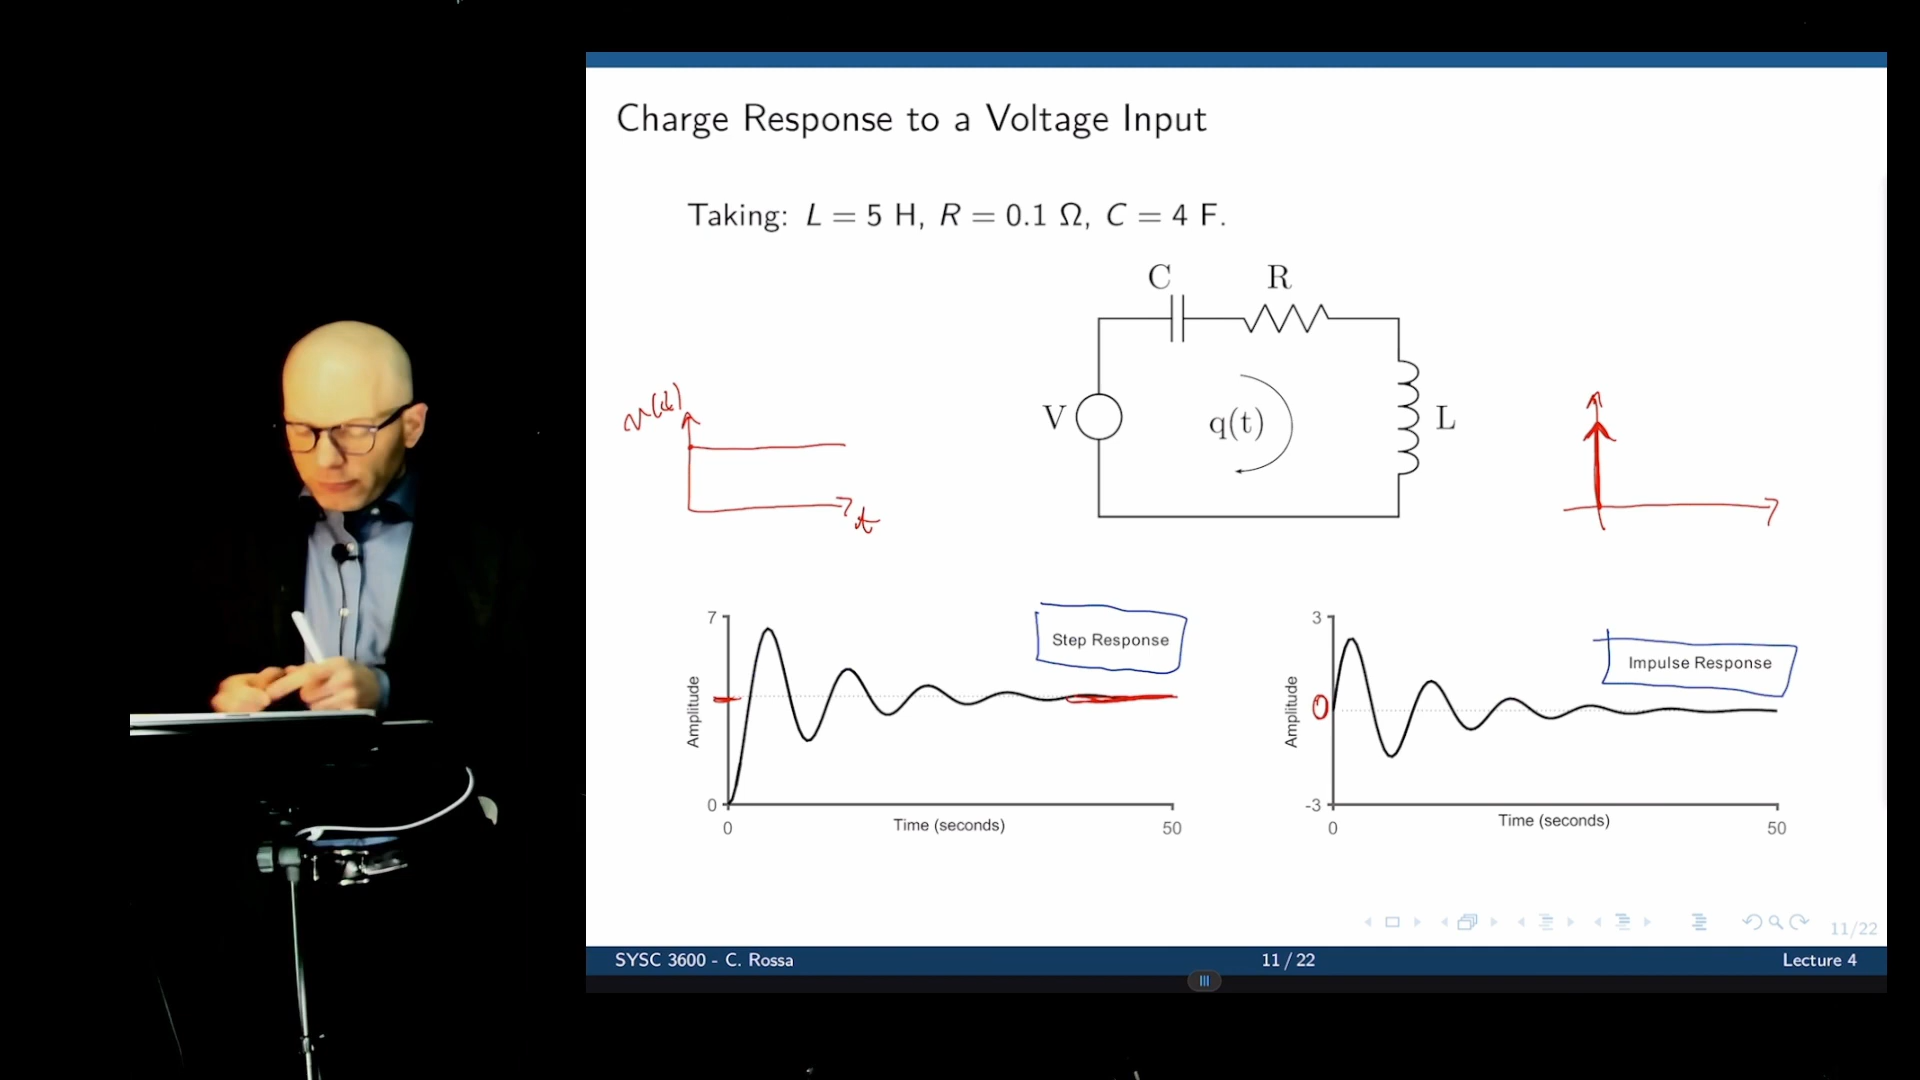 Charge Response to a Voltage Input
Taking: L = 5 H, R = 0.1 Ω, C = 4 F.
C
R
V
q(t)
L
v(t)
t
7
Step Response
Amplitude
0
0
Time (seconds)
50
3
Impulse Response
0
Amplitude
-3
0
Time (seconds)
50
11/22
SYSC 3600 - C. Rossa
11 / 22
Lecture 4